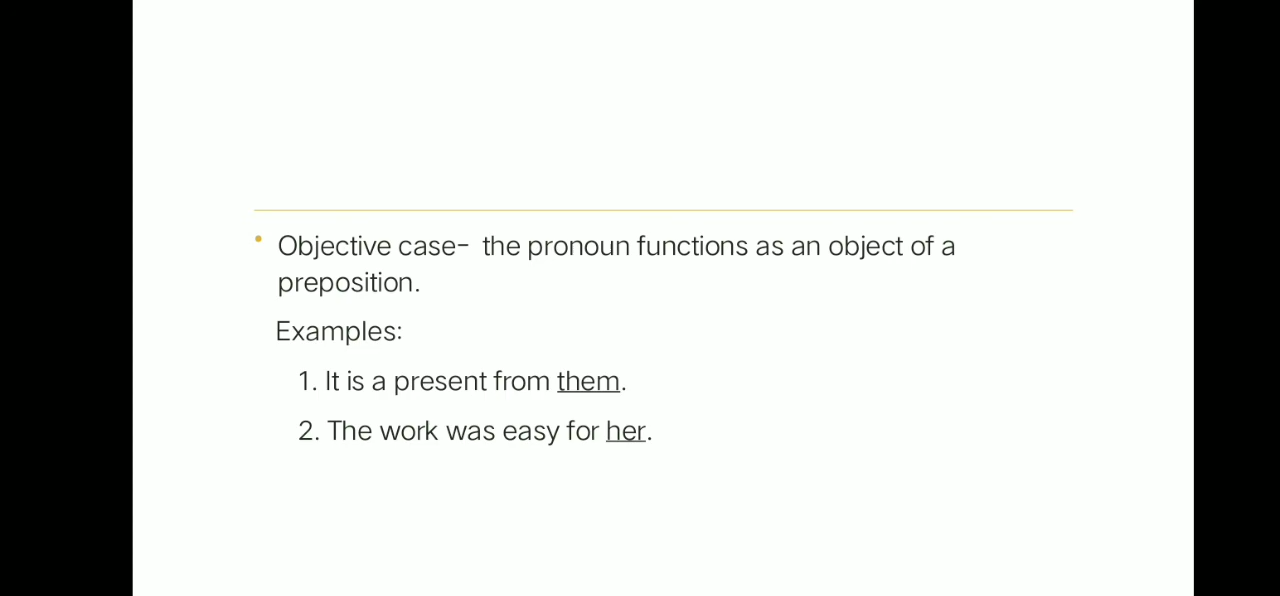 • Objective case-  the pronoun functions as an object of a
preposition.
Examples:
1. It is a present from them.
2. The work was easy for her.